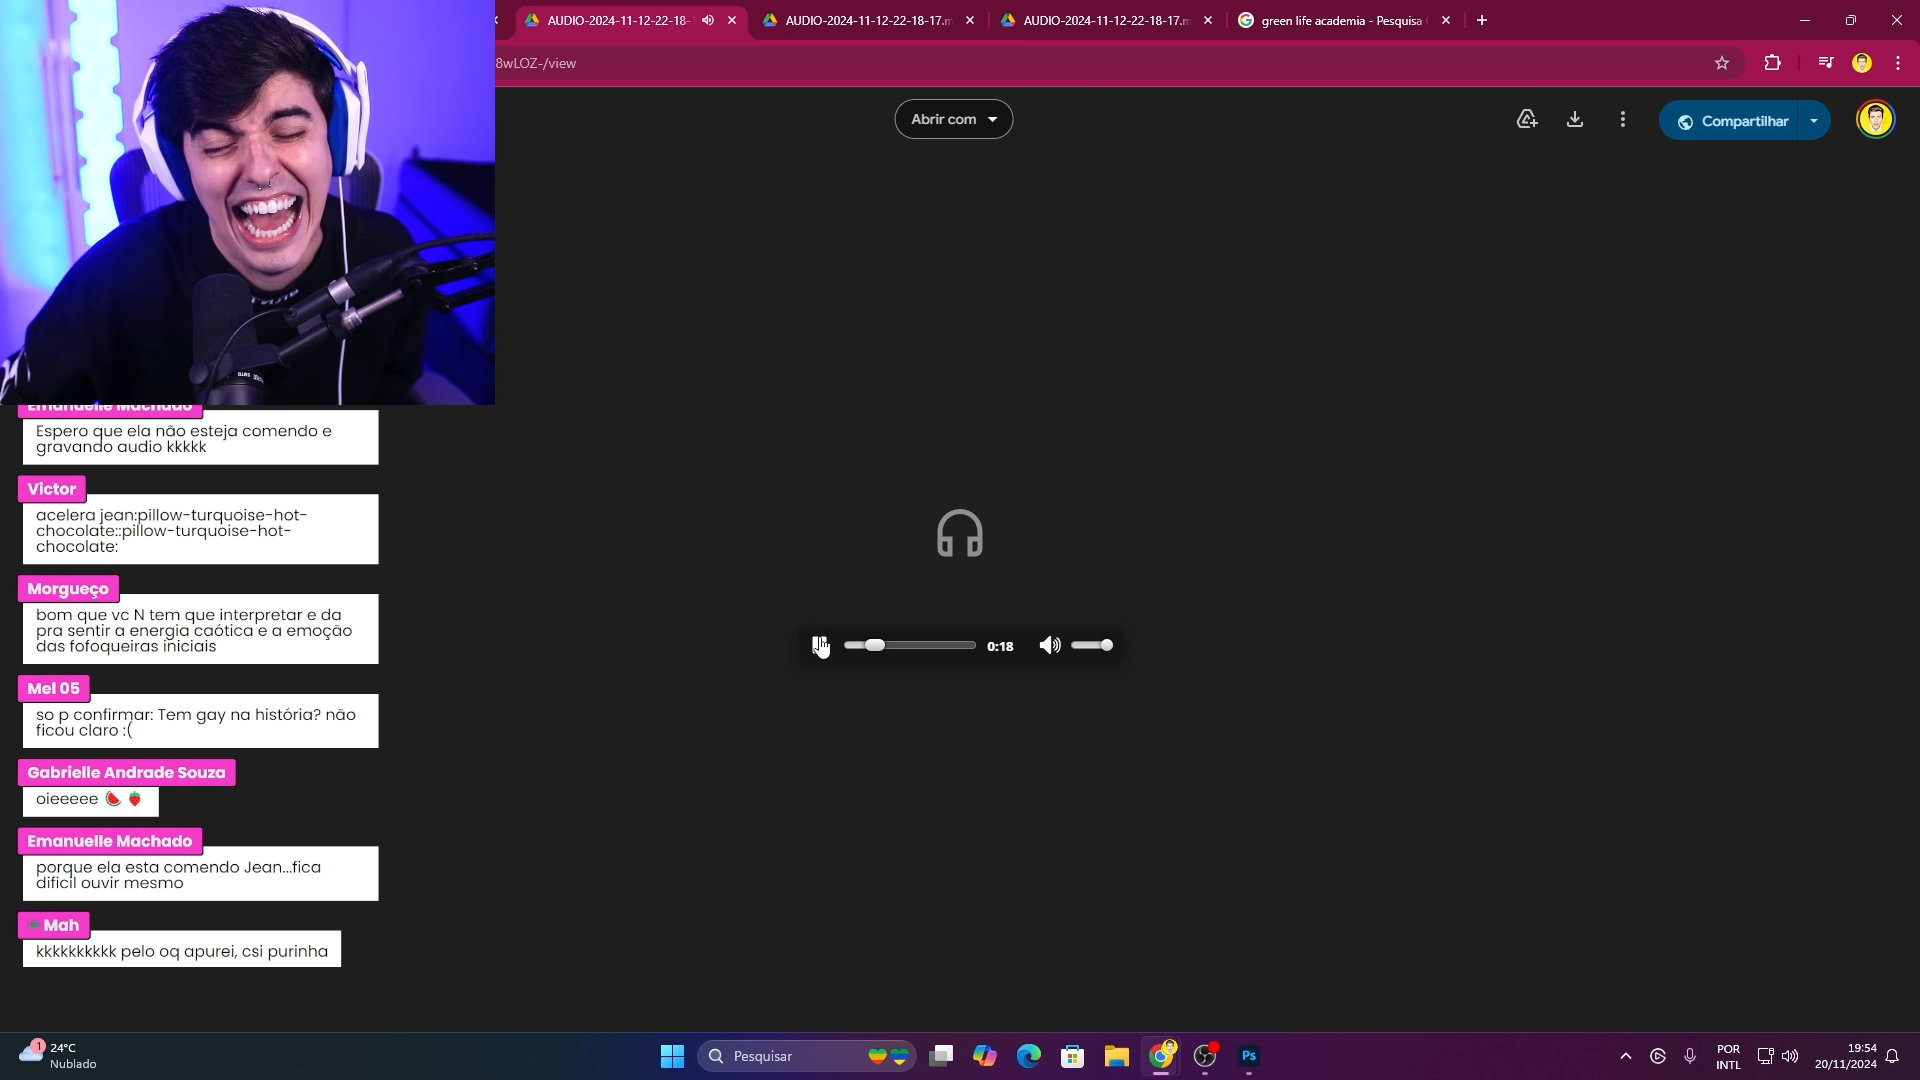 AUDIO-2024-11-12-22-18-1
AUDIO-2024-11-12-22-18-17.m
AUDIO-2024-11-12-22-18-17.m
green life academia - Pesquisa
8wLOZ-/view
Abrir com
Compartilhar
Emanuelle Machado
Espero que ela não esteja comendo e
gravando audio kkkkk
Victor
acelera jean:pillow-turquoise-hot-
chocolate::pillow-turquoise-hot-
chocolate:
Morgueço
bom que vc N tem que interpretar e da
pra sentir a energia caótica e a emoção
das fofoqueiras iniciais
Mel 05
so p confirmar: Tem gay na história? não
ficou claro :(
Gabrielle Andrade Souza
oieeeee 🍉 🍓
Emanuelle Machado
porque ela esta comendo Jean...fica
dificil ouvir mesmo
Mah
kkkkkkkkkk pelo oq apurei, csi purinha
0:18
1
24°C
Nublado
Pesquisar
Ps
POR
INTL
19:54
20/11/2024